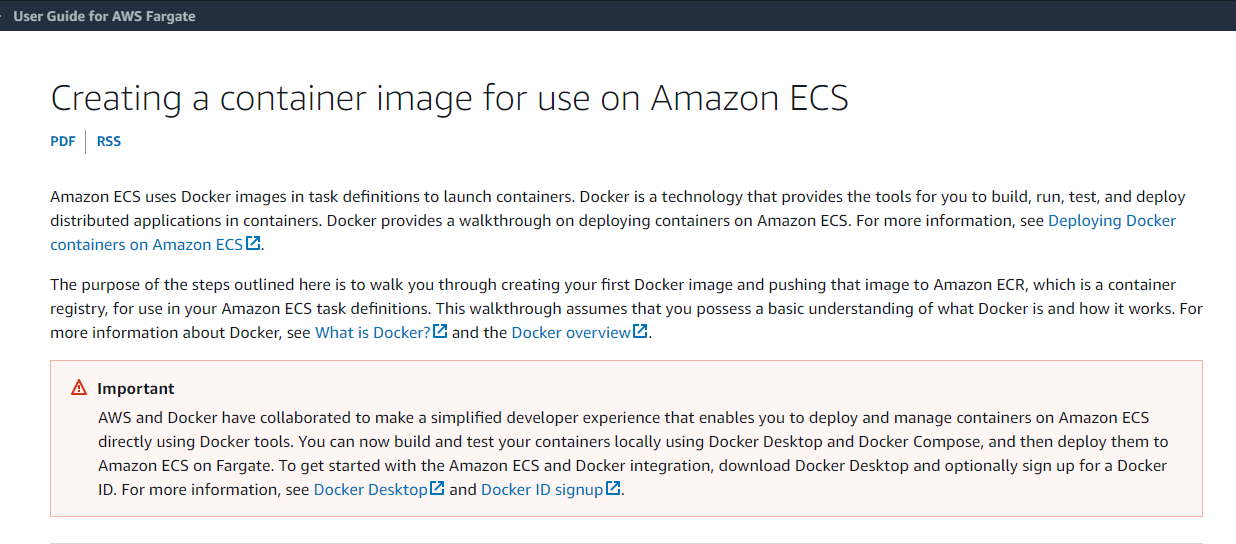 User Guide for AWS Fargate
Creating a container image for use on Amazon ECS
PDF | RSS
Amazon ECS uses Docker images in task definitions to launch containers. Docker is a technology that provides the tools for you to build, run, test, and deploy
distributed applications in containers. Docker provides a walkthrough on deploying containers on Amazon ECS. For more information, see Deploying Docker
containers on Amazon ECS.
The purpose of the steps outlined here is to walk you through creating your first Docker image and pushing that image to Amazon ECR, which is a container
registry, for use in your Amazon ECS task definitions. This walkthrough assumes that you possess a basic understanding of what Docker is and how it works. For
more information about Docker, see What is Docker? and the Docker overview.
Important
AWS and Docker have collaborated to make a simplified developer experience that enables you to deploy and manage containers on Amazon ECS
directly using Docker tools. You can now build and test your containers locally using Docker Desktop and Docker Compose, and then deploy them to
Amazon ECS on Fargate. To get started with the Amazon ECS and Docker integration, download Docker Desktop and optionally sign up for a Docker
ID. For more information, see Docker Desktop and Docker ID signup.